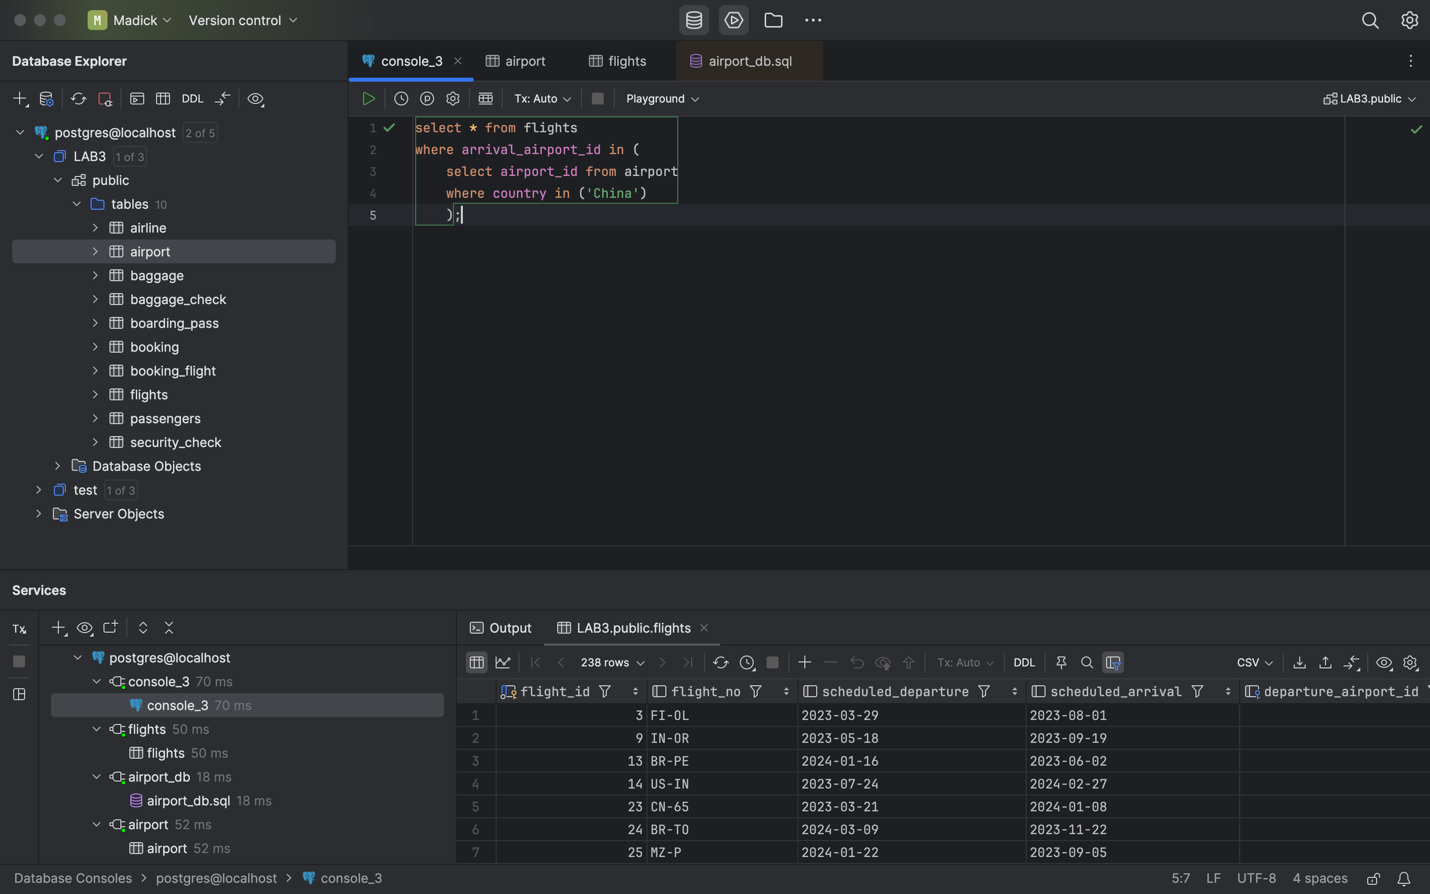 M Madick Version control
Database Explorer
console_3
airport
flights
airport_db.sql
DDL
Tx: Auto
Playground
LAB3.public
postgres@localhost 2 of 5
LAB3 1 of 3
public
tables 10
airline
airport
baggage
baggage_check
boarding_pass
booking
booking_flight
flights
passengers
security_check
Database Objects
test 1 of 3
Server Objects
1 select * from flights
2 where arrival_airport_id in (
3 select airport_id from airport
4 where country in ('China')
5 );
Services
Tx
postgres@localhost
console_3 70 ms
console_3 70 ms
flights 50 ms
flights 50 ms
airport_db 18 ms
airport_db.sql 18 ms
airport 52 ms
airport 52 ms
Output LAB3.public.flights
238 rows Tx: Auto DDL CSV
flight_id flight_no scheduled_departure scheduled_arrival departure_airport_id
1 3 FI-OL 2023-03-29 2023-08-01
2 9 IN-OR 2023-05-18 2023-09-19
3 13 BR-PE 2024-01-16 2023-06-02
4 14 US-IN 2023-07-24 2024-02-27
5 23 CN-65 2023-03-21 2024-01-08
6 24 BR-TO 2024-03-09 2023-11-22
7 25 MZ-P 2024-01-22 2023-09-05
Database Consoles > postgres@localhost > console_3
5:7 LF UTF-8 4 spaces